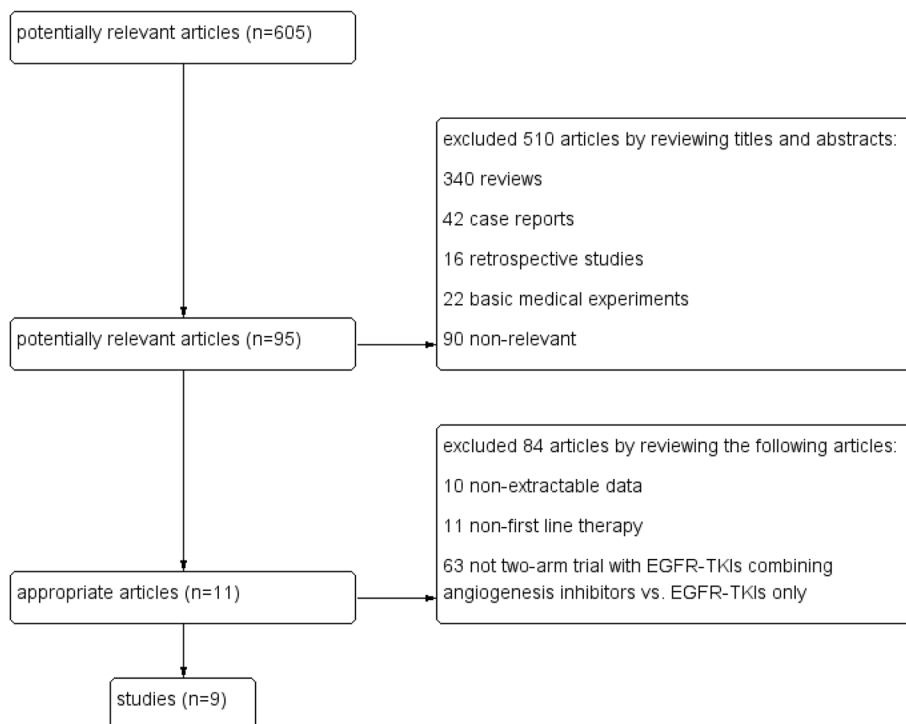 potentially relevant articles (n=605)
excluded 510 articles by reviewing titles and abstracts:
340 reviews
42 case reports
16 retrospective studies
22 basic medical experiments
90 non-relevant
potentially relevant articles (n=95)
excluded 84 articles by reviewing the following articles:
10 non-extractable data
11 non-first line therapy
63 not two-arm trial with EGFR-TKIs combining
angiogenesis inhibitors vs. EGFR-TKIs only
appropriate articles (n=11)
studies (n=9)